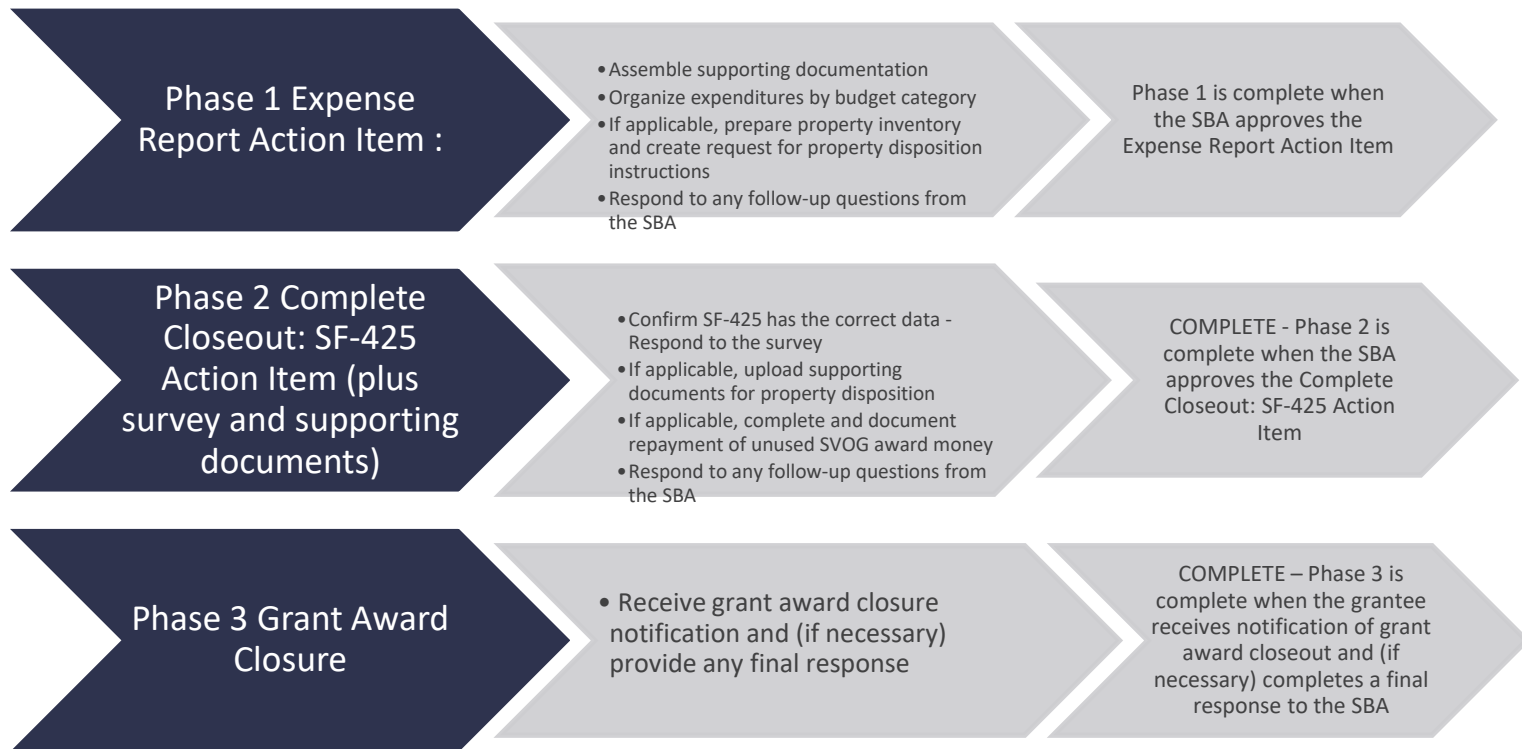 Phase 1 Expense
Report Action Item :
•Assemble supporting documentation
•Organize expenditures by budget category
•If applicable, prepare property inventory
and create request for property disposition
instructions
•Respond to any follow-up questions from
the SBA
Phase 1 is complete when
the SBA approves the
Expense Report Action Item
Phase 2 Complete
Closeout: SF-425
Action Item (plus
survey and supporting
documents)
•Confirm SF-425 has the correct data -
Respond to the survey
•If applicable, upload supporting
documents for property disposition
•If applicable, complete and document
repayment of unused SVOG award money
•Respond to any follow-up questions from
the SBA
COMPLETE - Phase 2 is
complete when the SBA
approves the Complete
Closeout: SF-425 Action
Item
Phase 3 Grant Award
Closure
• Receive grant award closure
notification and (if necessary)
provide any final response
COMPLETE – Phase 3 is
complete when the grantee
receives notification of grant
award closeout and (if
necessary) completes a final
response to the SBA